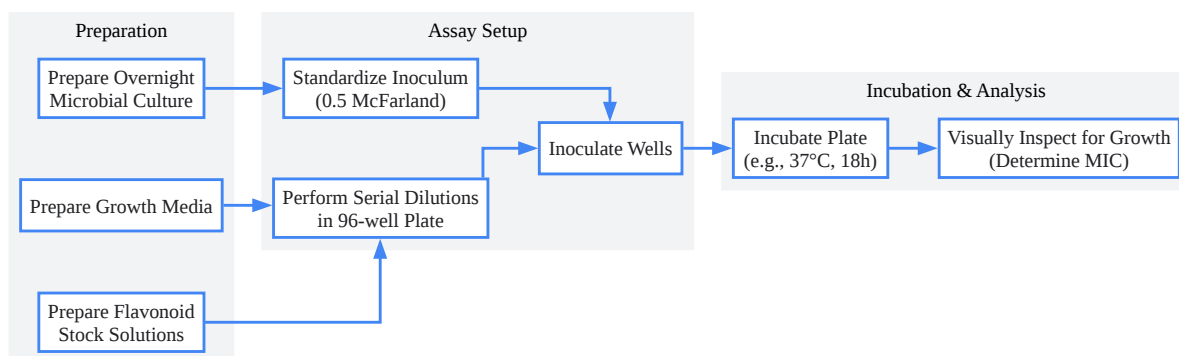 Preparation
Prepare Overnight
Microbial Culture
Prepare Growth Media
Prepare Flavonoid
Stock Solutions
Assay Setup
Standardize Inoculum
(0.5 McFarland)
Perform Serial Dilutions
in 96-well Plate
Inoculate Wells
Incubation & Analysis
Incubate Plate
(e.g., 37°C, 18h)
Visually Inspect for Growth
(Determine MIC)